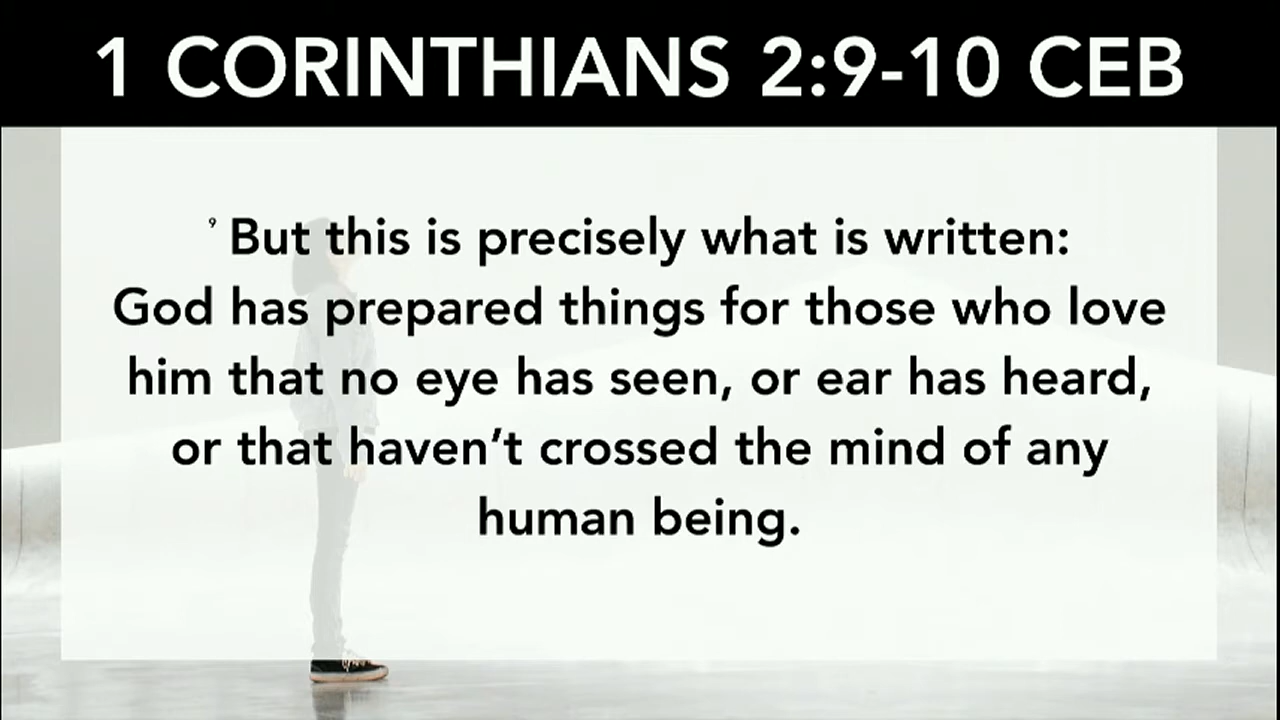 1 CORINTHIANS 2:9-10 CEB
⁹ But this is precisely what is written:
God has prepared things for those who love
him that no eye has seen, or ear has heard,
or that haven’t crossed the mind of any
human being.